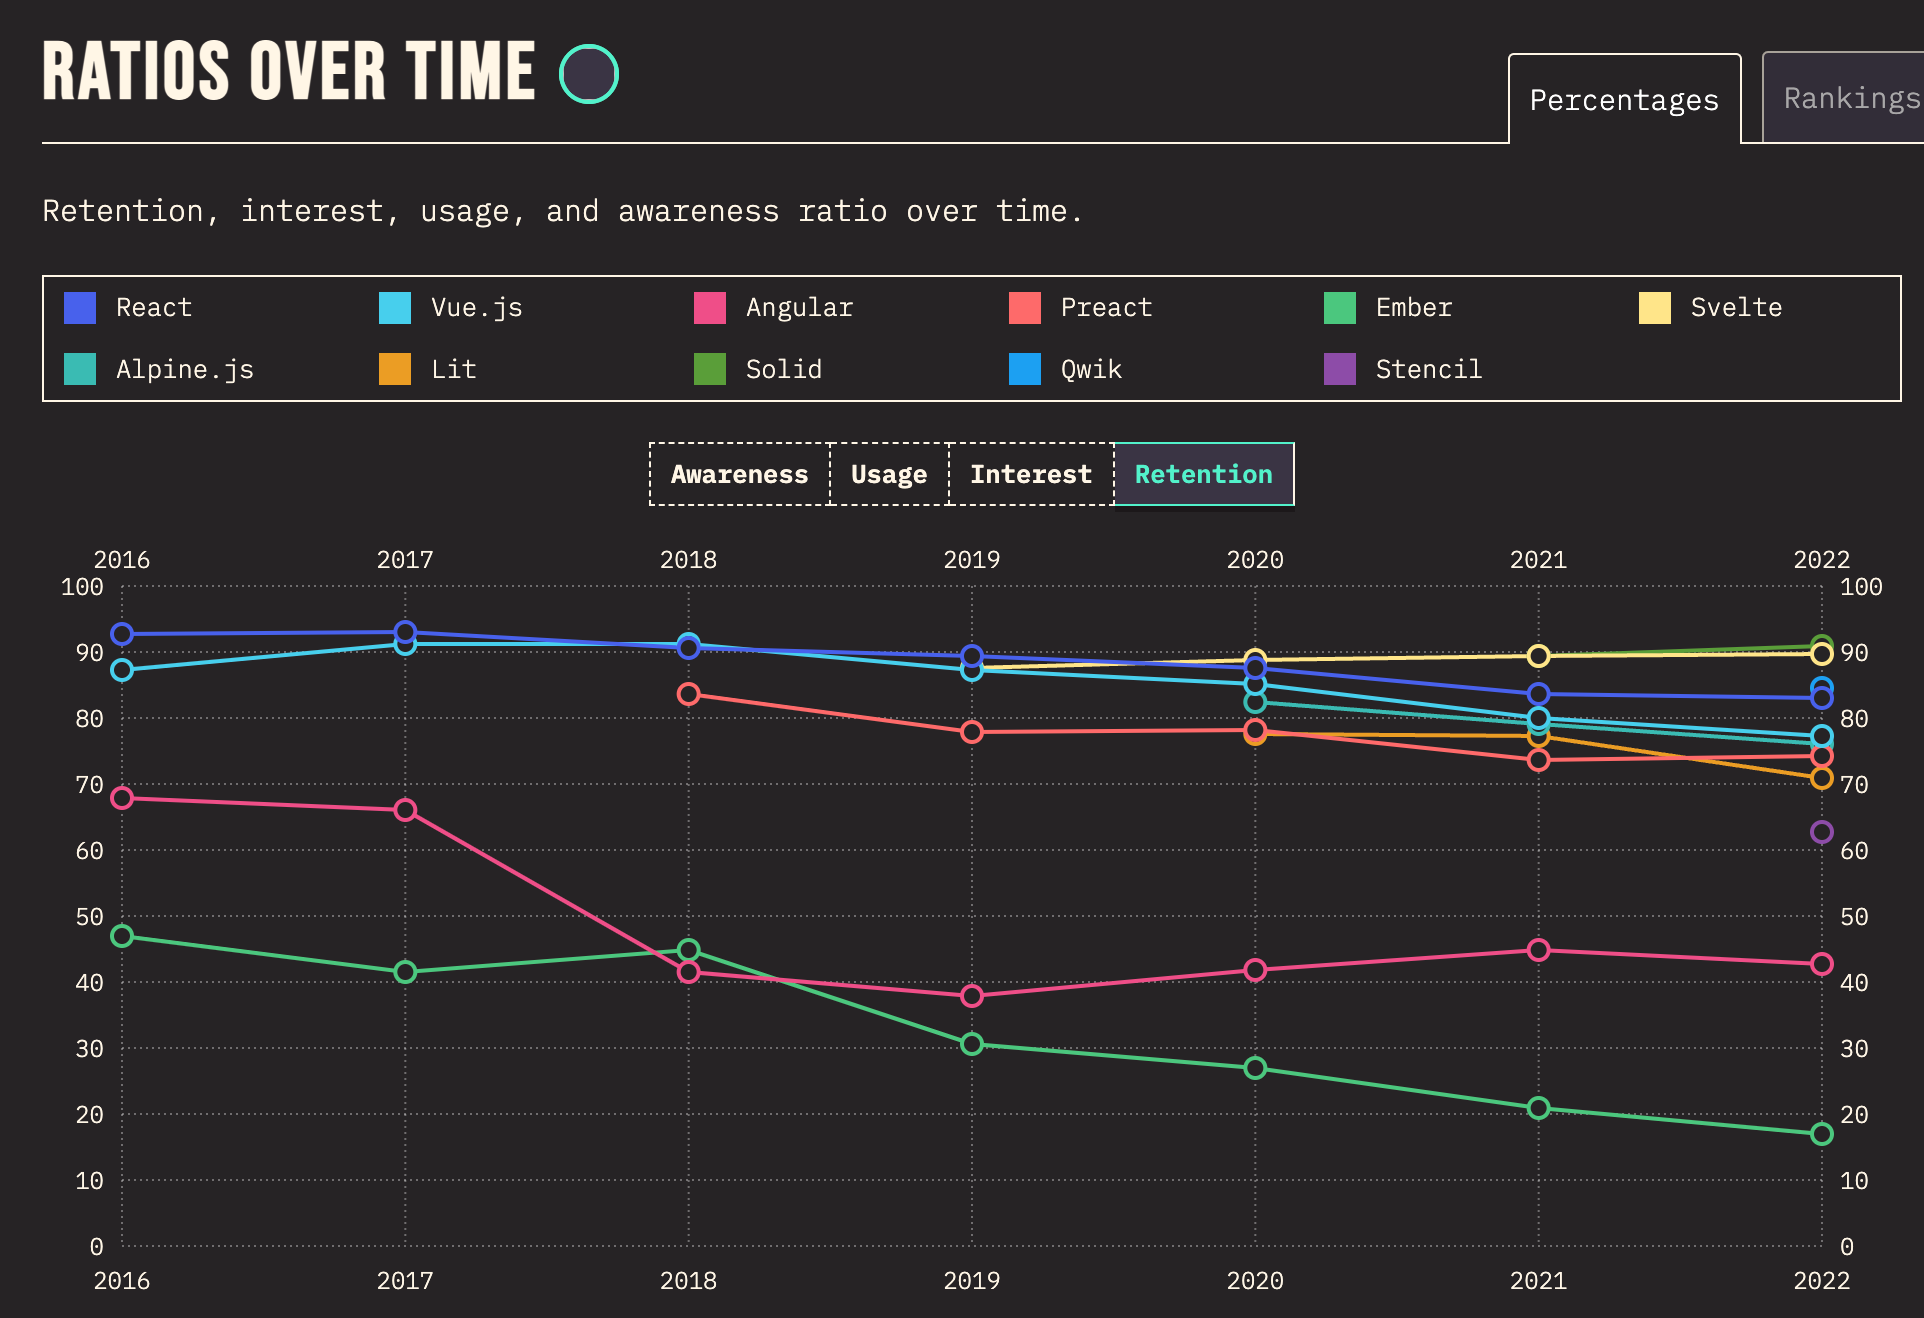 RATIOS OVER TIME
Percentages
Rankings
Retention, interest, usage, and awareness ratio over time.
React Vue.js Angular Preact Ember Svelte
Alpine.js Lit Solid Qwik Stencil
Awareness Usage Interest Retention
2016 2017 2018 2019 2020 2021 2022
100 100
90 90
80 80
70 70
60 60
50 50
40 40
30 30
20 20
10 10
0 0
2016 2017 2018 2019 2020 2021 2022